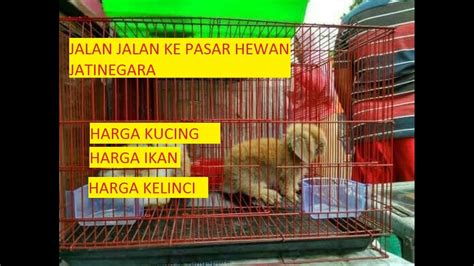 JALAN JALAN KE PASAR HEWAN
JATINEGARA
HARGA KUCING
HARGA IKAN
HARGA KELINCI